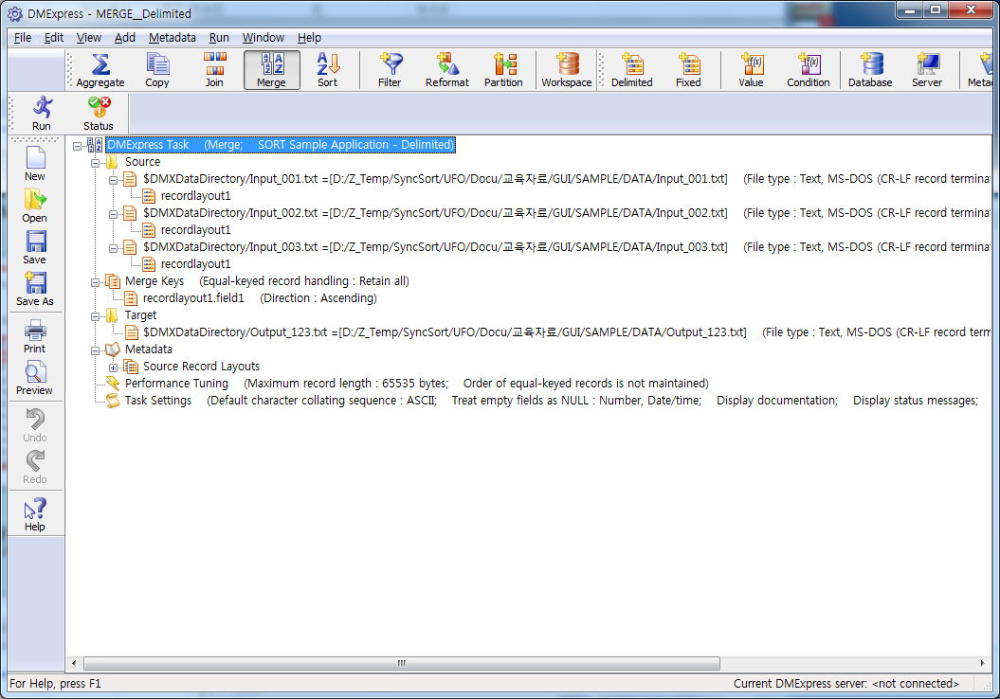 DMExpress - MERGE_Delimited
File Edit View Add Metadata Run Window Help
Aggregate Copy Join Merge Sort Filter Reformat Partition Workspace Delimited Fixed Value Condition Database Server
Run Status
New
Open
Save
Save As
Print
Preview
Undo
Redo
Help
DMExpress Task (Merge; SORT Sample Application - Delimited)
Source
$DMXDataDirectory/Input_001.txt =[D:/Z_Temp/SyncSort/UFO/Docu/교육자료/GUI/SAMPLE/DATA/Input_001.txt] (File type : Text, MS-DOS (CR-LF record termina
recordlayout1
$DMXDataDirectory/Input_002.txt =[D:/Z_Temp/SyncSort/UFO/Docu/교육자료/GUI/SAMPLE/DATA/Input_002.txt] (File type : Text, MS-DOS (CR-LF record termina
recordlayout1
$DMXDataDirectory/Input_003.txt =[D:/Z_Temp/SyncSort/UFO/Docu/교육자료/GUI/SAMPLE/DATA/Input_003.txt] (File type : Text, MS-DOS (CR-LF record termina
recordlayout1
Merge Keys (Equal-keyed record handling : Retain all)
recordlayout1.field1 (Direction : Ascending)
Target
$DMXDataDirectory/Output_123.txt =[D:/Z_Temp/SyncSort/UFO/Docu/교육자료/GUI/SAMPLE/DATA/Output_123.txt] (File type : Text, MS-DOS (CR-LF record term
Metadata
Source Record Layouts
Performance Tuning (Maximum record length : 65535 bytes; Order of equal-keyed records is not maintained)
Task Settings (Default character collating sequence : ASCII; Treat empty fields as NULL : Number, Date/time; Display documentation; Display status messages;
For Help, press F1
Current DMExpress server: <not connected>